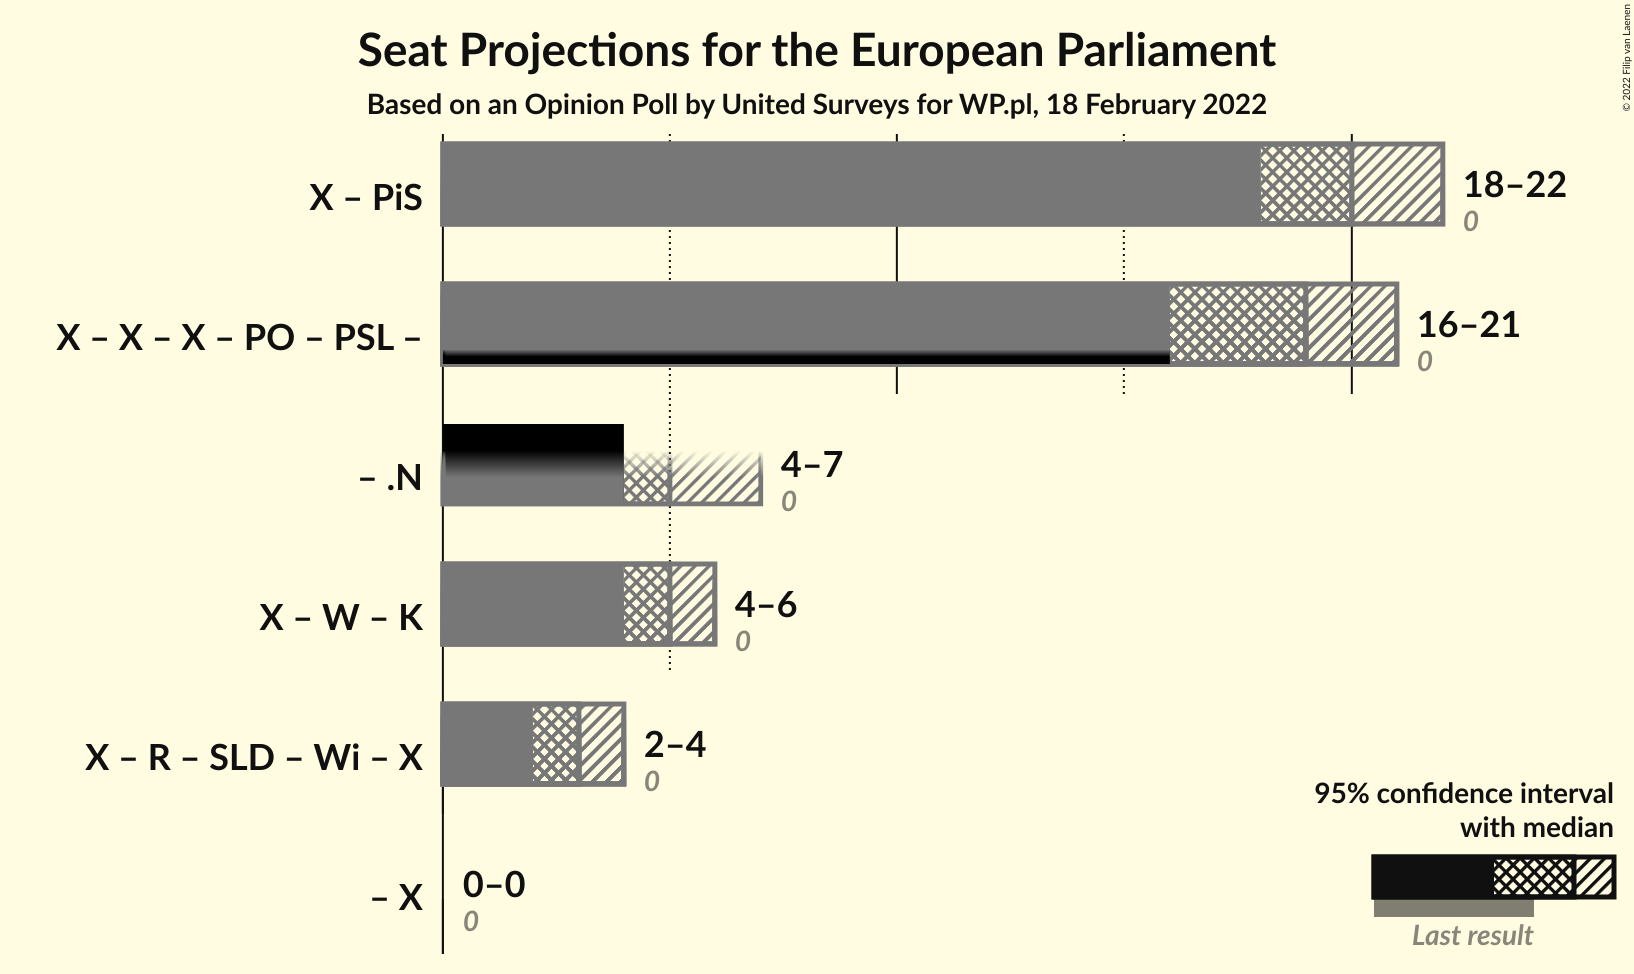 Seat Projections for the European Parliament
Based on an Opinion Poll by United Surveys for WP.pl, 18 February 2022
© 2022 Filip van Laenen
X – PiS
18–22
0
X – X – X – PO – PSL –
16–21
0
– .N
4–7
0
X – W – K
4–6
0
X – R – SLD – Wi – X
2–4
0
– X
0–0
0
95% confidence interval
with median
Last result